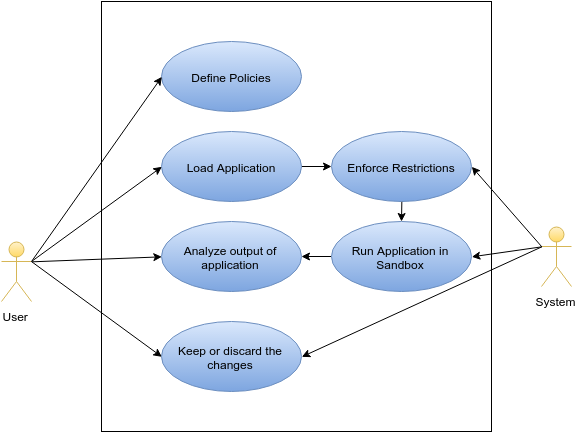 Define Policies
Load Application
Enforce Restrictions
Analyze output of
application
Run Application in
Sandbox
User
System
Keep or discard the
changes